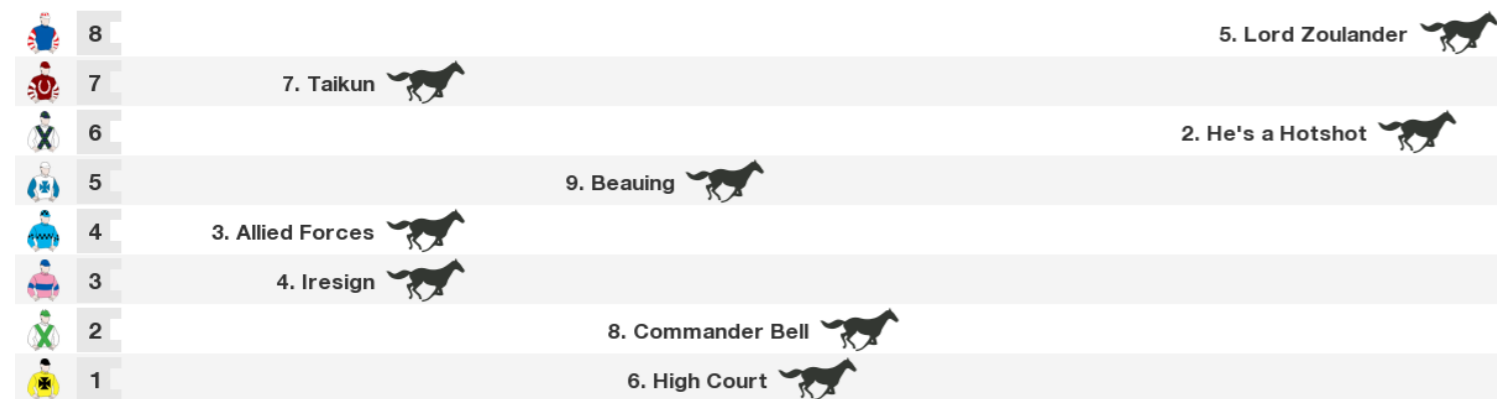 8 5. Lord Zoulander
7 7. Taikun
6 2. He's a Hotshot
5 9. Beauing
4 3. Allied Forces
3 4. Iresign
2 8. Commander Bell
1 6. High Court